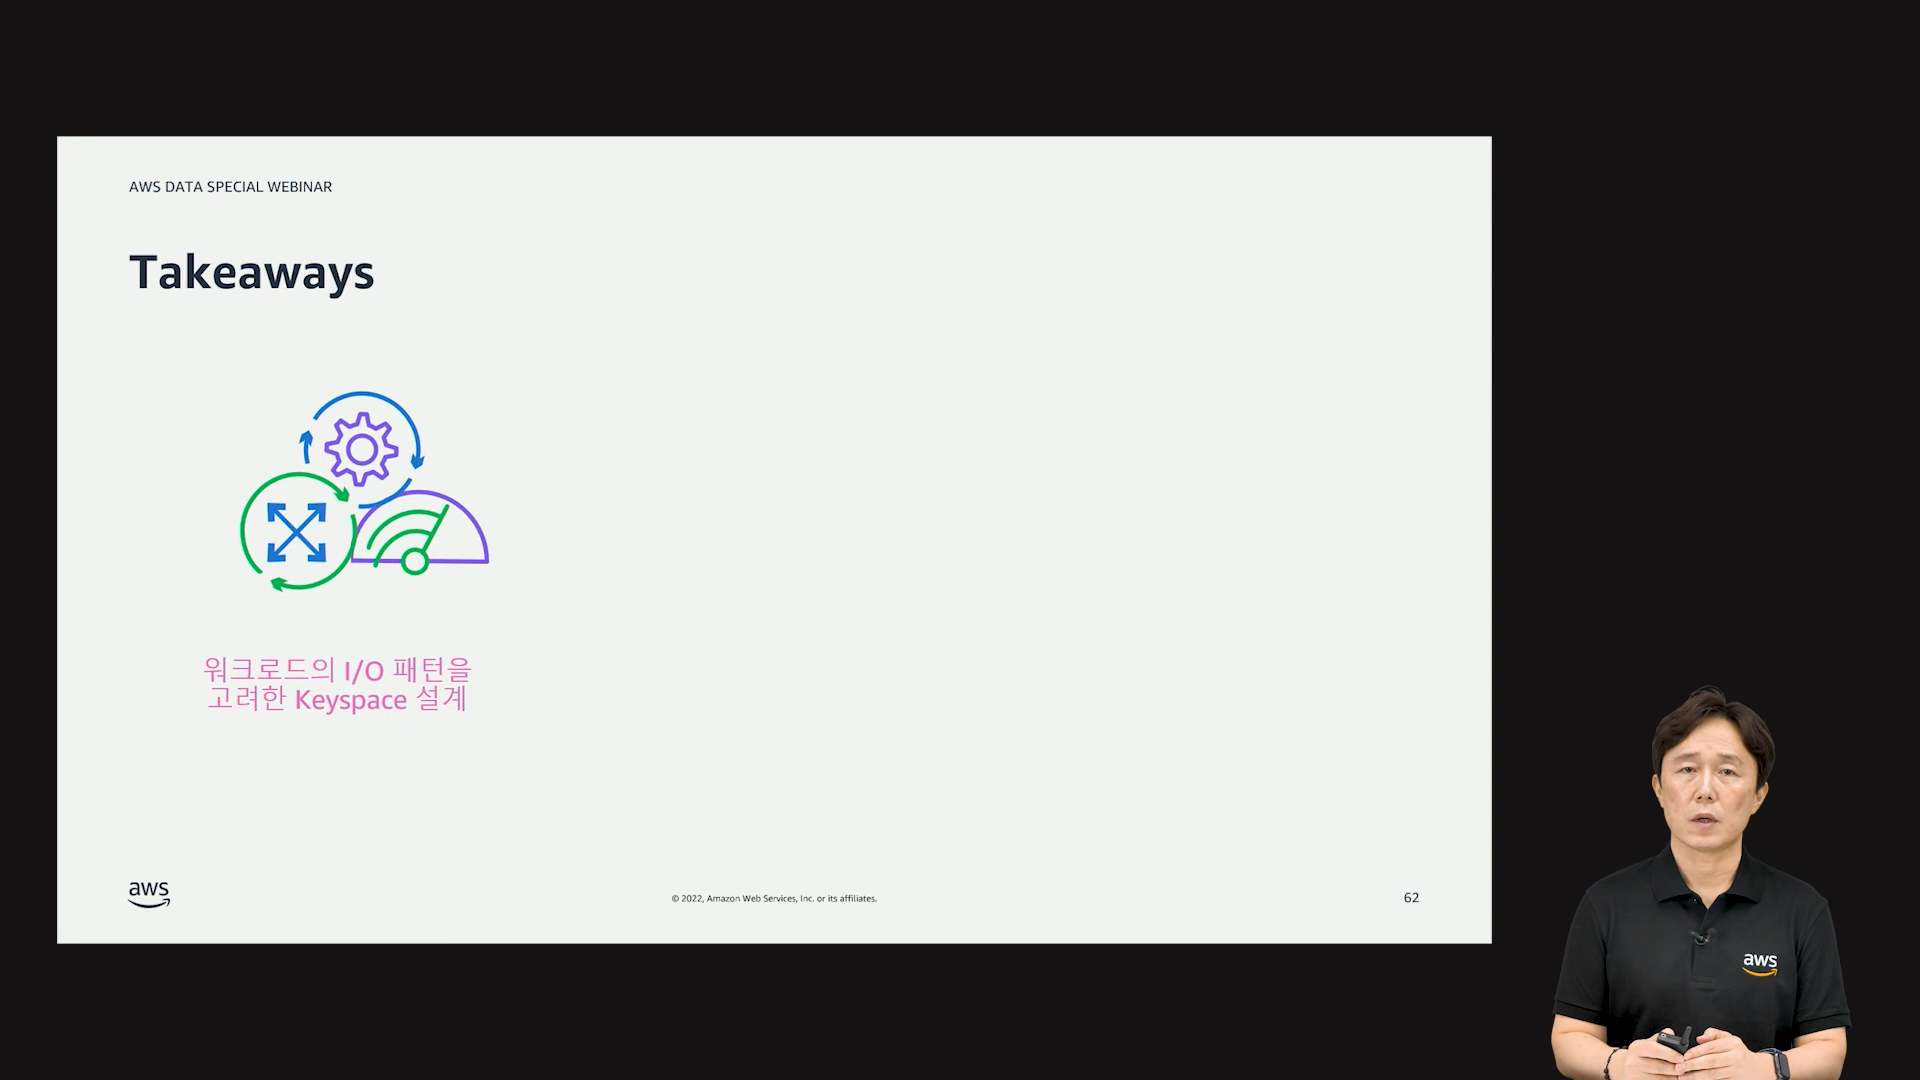 AWS DATA SPECIAL WEBINAR
Takeaways
워크로드의 I/O 패턴을
고려한 Keyspace 설계
aws
© 2022, Amazon Web Services, Inc. or its affiliates.
62
aws